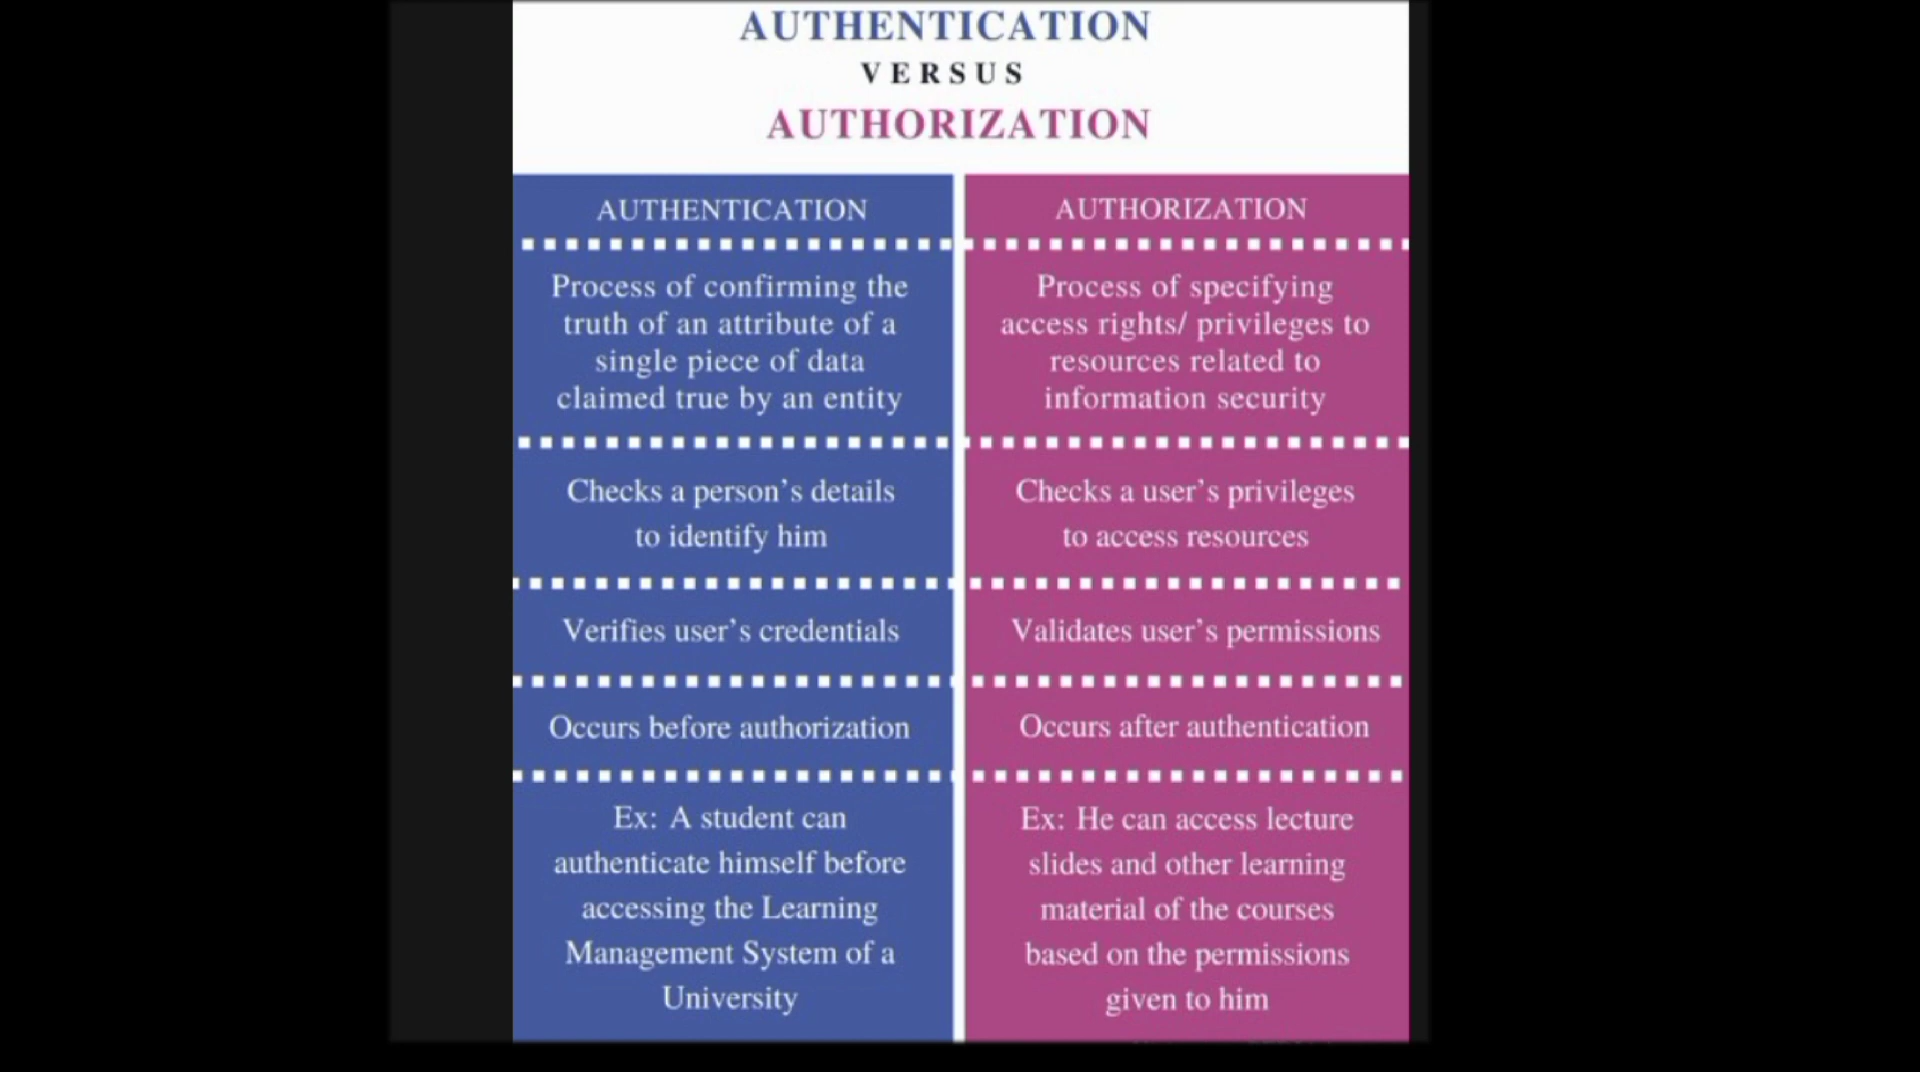 AUTHENTICATION
VERSUS
AUTHORIZATION
AUTHENTICATION
Process of confirming the
truth of an attribute of a
single piece of data
claimed true by an entity
Checks a person’s details
to identify him
Verifies user’s credentials
Occurs before authorization
Ex: A student can
authenticate himself before
accessing the Learning
Management System of a
University
AUTHORIZATION
Process of specifying
access rights/ privileges to
resources related to
information security
Checks a user’s privileges
to access resources
Validates user’s permissions
Occurs after authentication
Ex: He can access lecture
slides and other learning
material of the courses
based on the permissions
given to him